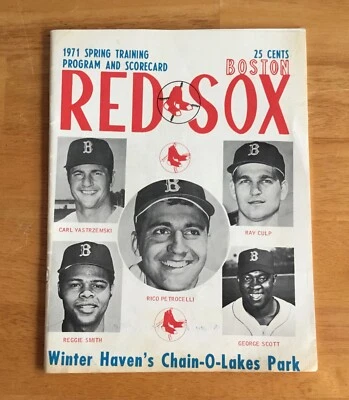 1971 SPRING TRAINING
PROGRAM AND SCORECARD
25 CENTS
BOSTON
RED SOX
B
B
B
B
B
CARL YASTRZEMSKI
RAY CULP
RICO PETROCELLI
REGGIE SMITH
GEORGE SCOTT
Winter Haven's Chain-O-Lakes Park